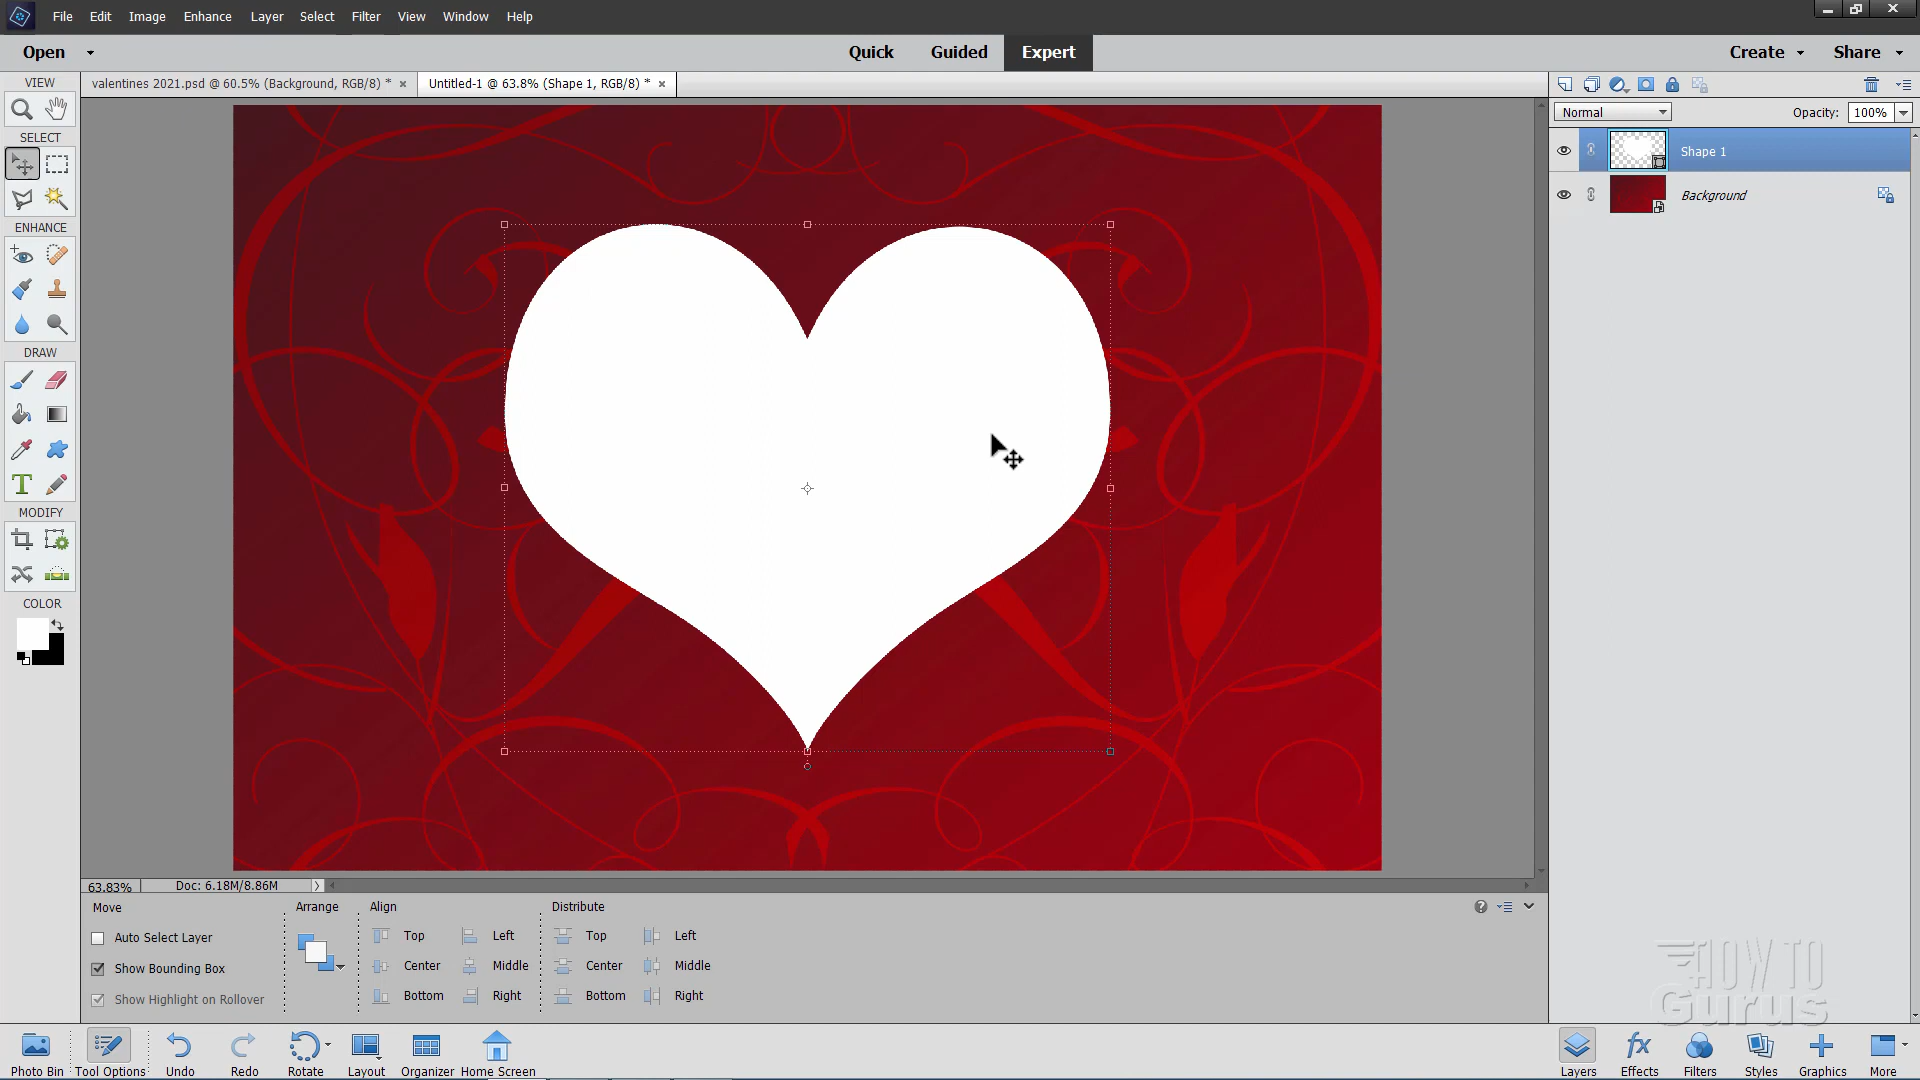 File Edit Image Enhance Layer Select Filter View Window Help
Open Quick Guided Expert Create Share
VIEW
valentines 2021.psd @ 60.5% (Background, RGB/8) * × Untitled-1 @ 63.8% (Shape 1, RGB/8) * ×
Normal Opacity: 100%
SELECT
Shape 1
Background
ENHANCE
DRAW
T
MODIFY
COLOR
63.83% Doc: 6.18M/8.86M
Move Arrange Align Distribute
Auto Select Layer Top Left Top Left
Show Bounding Box Center Middle Center Middle
Show Highlight on Rollover Bottom Right Bottom Right
HOW TO
Gurus
Photo Bin Tool Options Undo Redo Rotate Layout Organizer Home Screen
fx
Layers Effects Filters Styles Graphics More